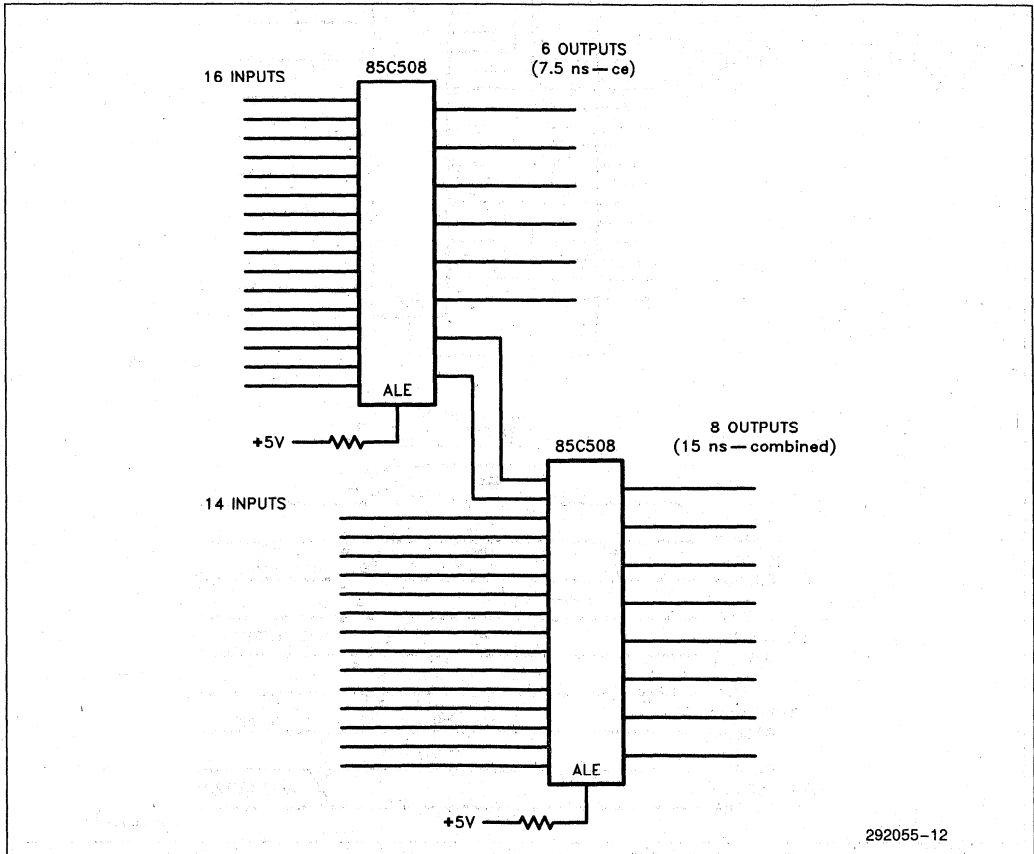 16 INPUTS
85C508
6 OUTPUTS
(7.5 ns—ce)
ALE
+5V
14 INPUTS
85C508
8 OUTPUTS
(15 ns—combined)
ALE
+5V
292055-12